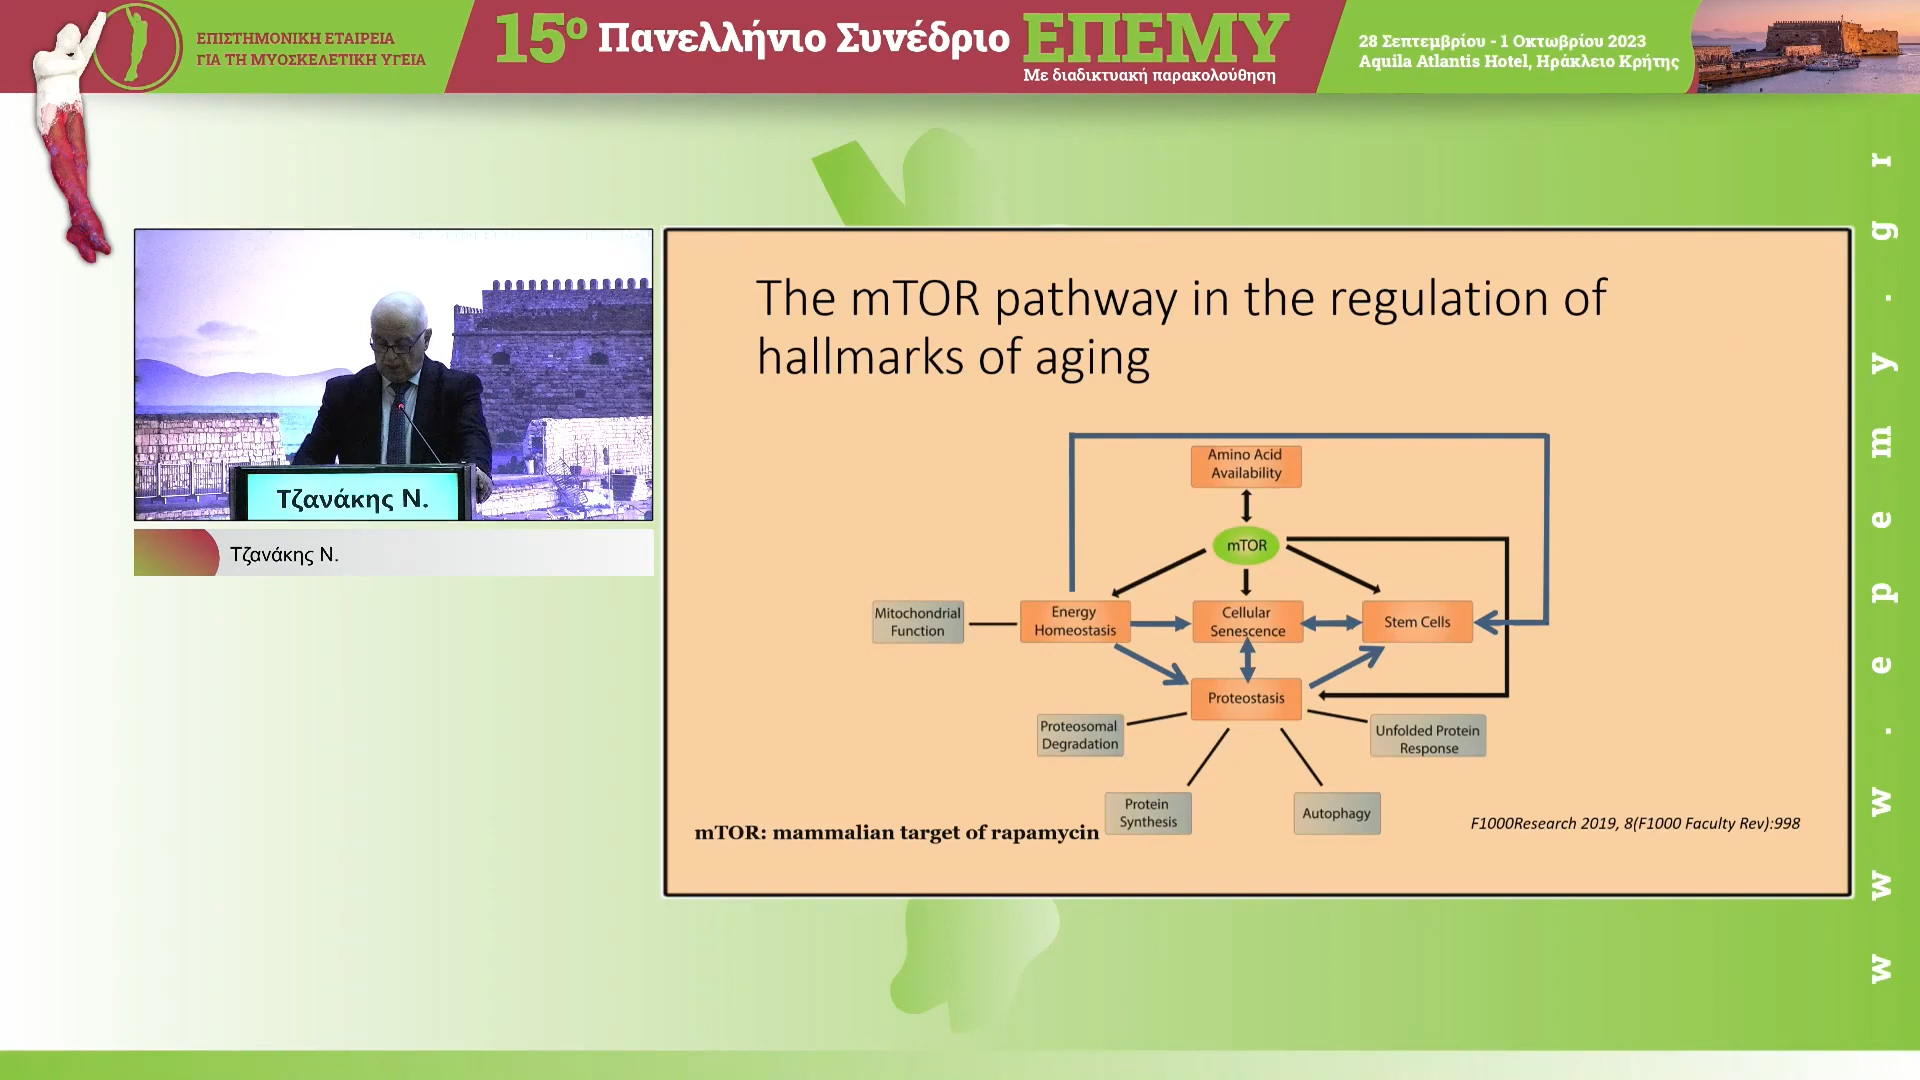 ΕΠΙΣΤΗΜΟΝΙΚΗ ΕΤΑΙΡΕΙΑ
ΓΙΑ ΤΗ ΜΥΟΣΚΕΛΕΤΙΚΗ ΥΓΕΙΑ
15ο Πανελλήνιο Συνέδριο ΕΠΕΜΥ
Με διαδικτυακή παρακολούθηση
28 Σεπτεμβρίου - 1 Οκτωβρίου 2023
Aquila Atlantis Hotel, Ηράκλειο Κρήτης
www.epemy.gr
Τζανάκης Ν.
Τζανάκης Ν.
The mTOR pathway in the regulation of
hallmarks of aging
Amino Acid
Availability
mTOR
Mitochondrial
Function
Energy
Homeostasis
Cellular
Senescence
Stem Cells
Proteostasis
Proteosomal
Degradation
Unfolded Protein
Response
Protein
Synthesis
Autophagy
mTOR: mammalian target of rapamycin
F1000Research 2019, 8(F1000 Faculty Rev):998